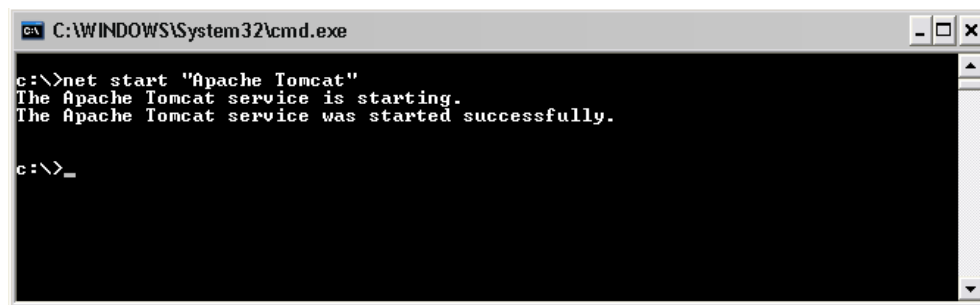 C:\WINDOWS\System32\cmd.exe
c:\>net start "Apache Tomcat"
The Apache Tomcat service is starting.
The Apache Tomcat service was started successfully.
c:\>_